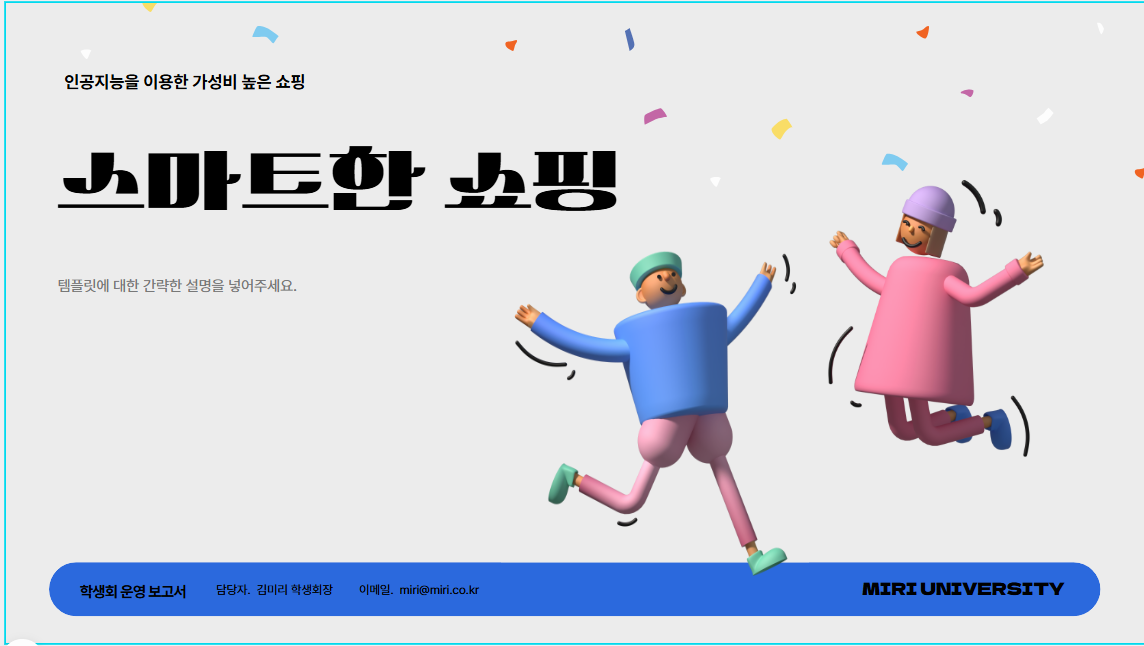 인공지능을 이용한 가성비 높은 쇼핑
스마트한 쇼핑
템플릿에 대한 간략한 설명을 넣어주세요.
학생회 운영 보고서 담당자. 김미리 학생회장 이메일. miri@miri.co.kr MIRI UNIVERSITY